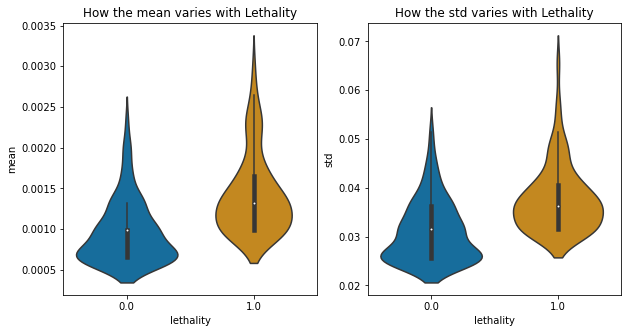 How the mean varies with Lethality
0.0035
0.0030
0.0025
0.0020
0.0015
0.0010
0.0005
mean
0.0
1.0
lethality
How the std varies with Lethality
0.07
0.06
0.05
0.04
0.03
0.02
std
0.0
1.0
lethality